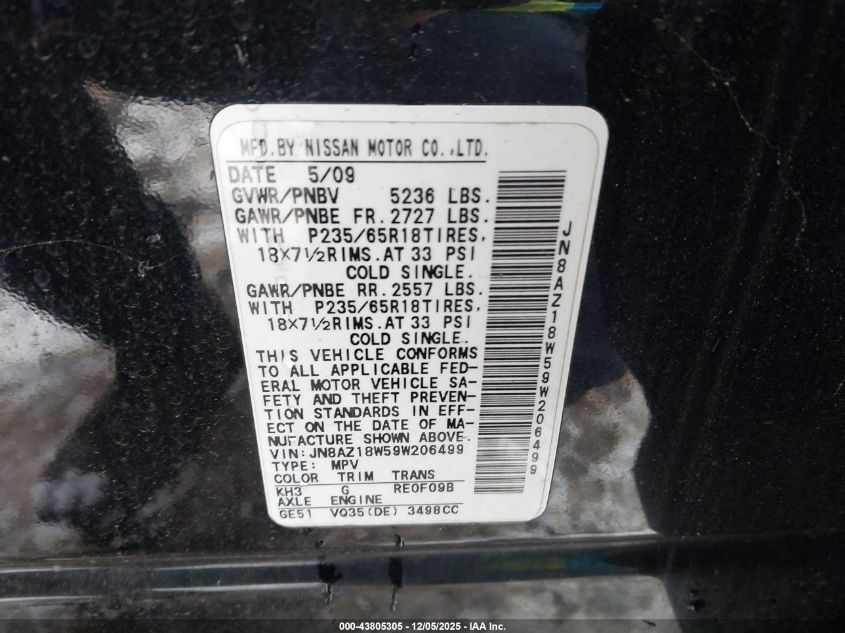 MFD.BY NISSAN MOTOR CO.,LTD.
DATE 5/09
GVWR/PNBV 5236 LBS.
GAWR/PNBE FR. 2727 LBS.
WITH P235/65R18TIRES,
18×7½RIMS.AT 33 PSI
COLD SINGLE.
GAWR/PNBE RR. 2557 LBS.
WITH P235/65R18TIRES,
18×7½RIMS.AT 33 PSI
COLD SINGLE.
THIS VEHICLE CONFORMS
TO ALL APPLICABLE FED-
ERAL MOTOR VEHICLE SA-
FETY AND THEFT PREVEN-
TION STANDARDS IN EFF-
ECT ON THE DATE OF MA-
NUFACTURE SHOWN ABOVE.
VIN: JN8AZ18W59W206499
TYPE: MPV
COLOR TRIM TRANS
KH3 G RE0F09B
AXLE ENGINE
GE51 VQ35(DE) 3498CC
JN8AZ18W59W206499
000-43805305 - 12/05/2025 - IAA Inc.